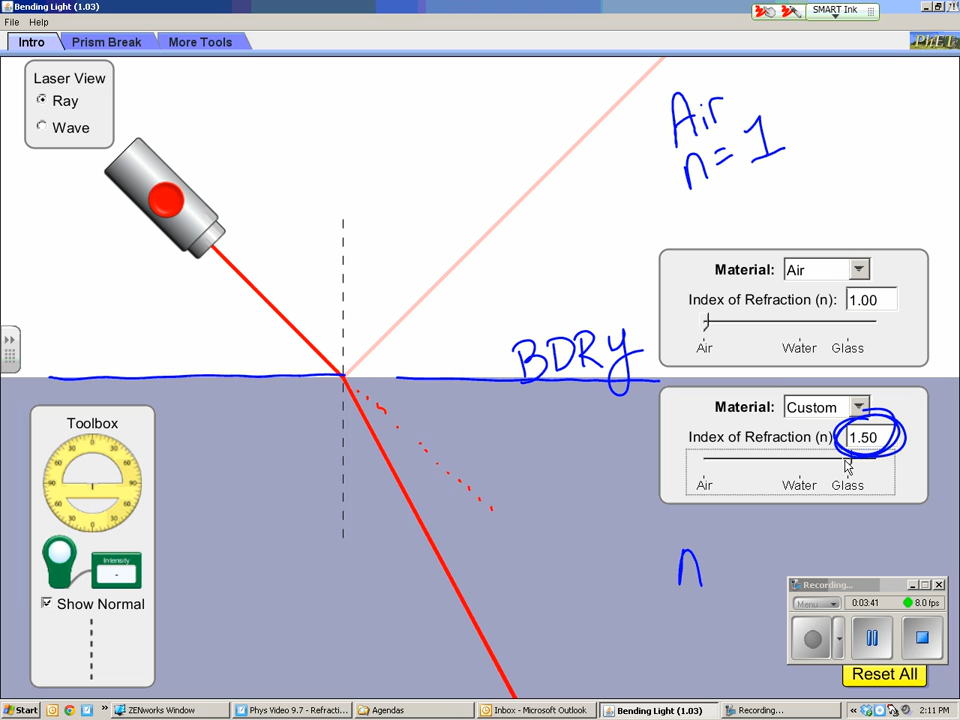 Bending Light (1.03)
SMART Ink
File Help
Intro Prism Break More Tools
PhET
Laser View
Ray
Wave
Air
n = 1
Material: Air
Index of Refraction (n): 1.00
Air Water Glass
BDRY
Material: Custom
Index of Refraction (n) 1.50
Air Water Glass
Toolbox
Intensity
-
Show Normal
n
Recording...
Menu 0:03:41 8.0 fps
Reset All
Start ZENworks Window Phys Video 9.7 - Refracti... Agendas Inbox - Microsoft Outlook Bending Light (1.03) Recording... 2:11 PM